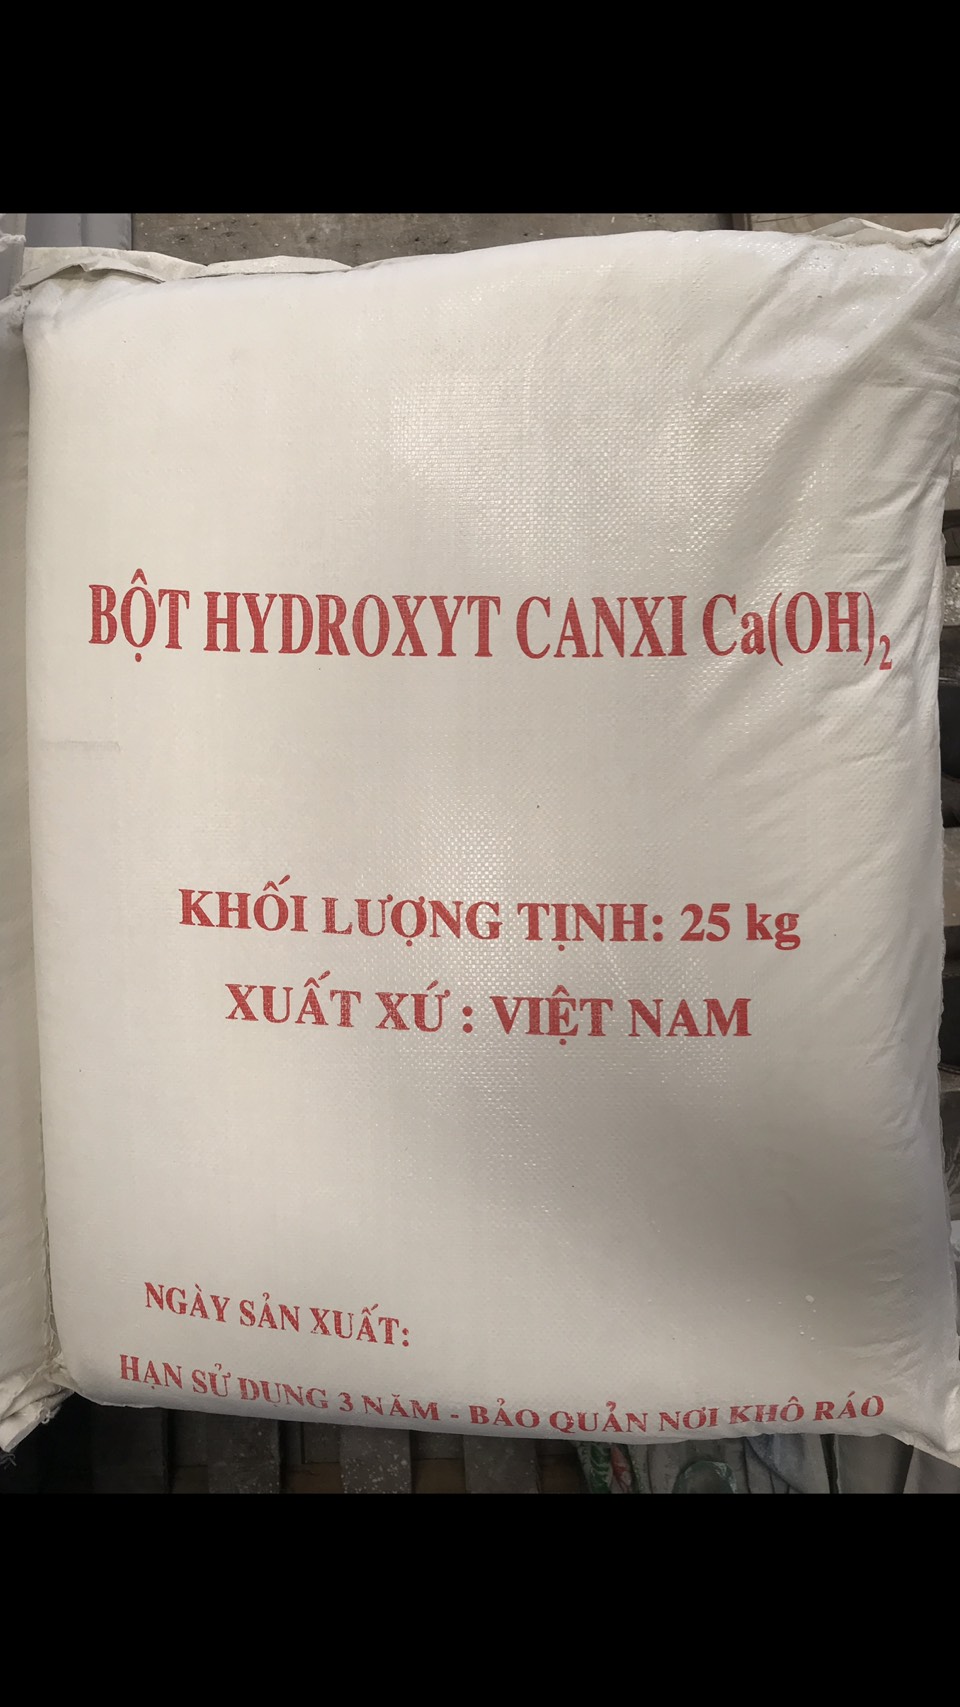 BỘT HYDROXYT CANXI Ca(OH)₂
KHỐI LƯỢNG TỊNH: 25 kg
XUẤT XỨ : VIỆT NAM
NGÀY SẢN XUẤT:
HẠN SỬ DỤNG 3 NĂM - BẢO QUẢN NƠI KHÔ RÁO